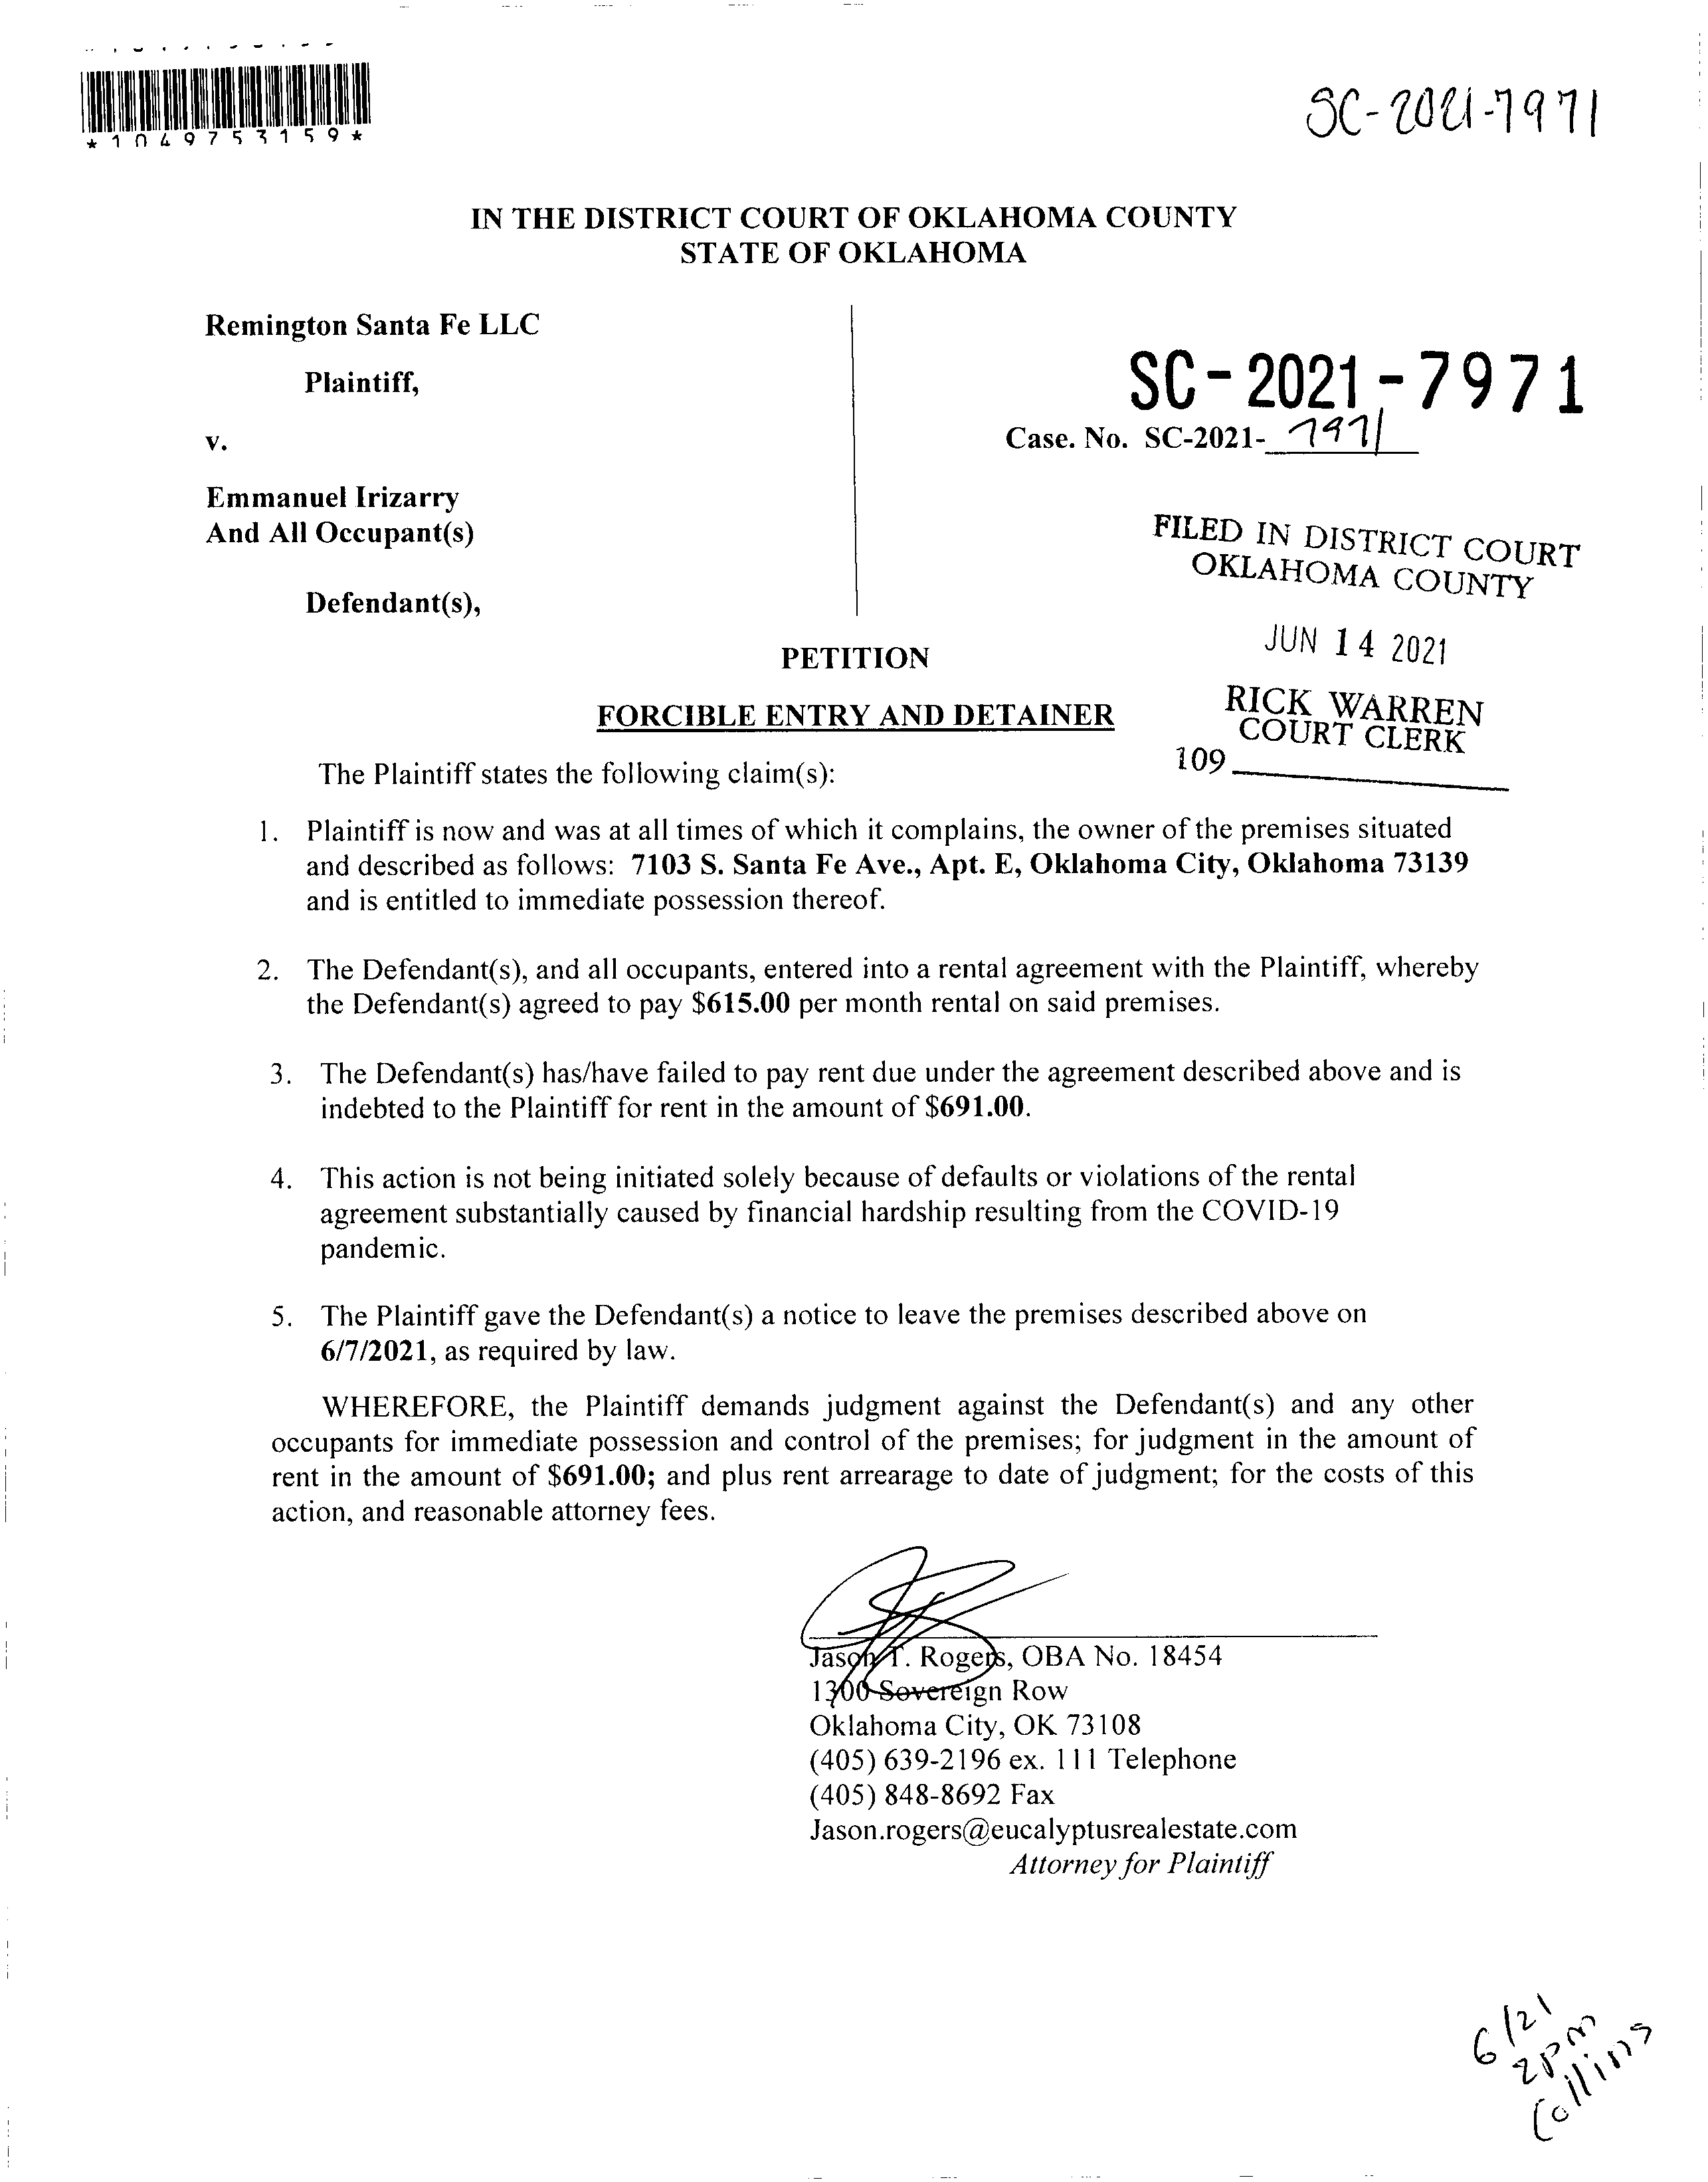 *1049753159*
SC-2021-7971
IN THE DISTRICT COURT OF OKLAHOMA COUNTY
STATE OF OKLAHOMA
Remington Santa Fe LLC
Plaintiff,
v.
Emmanuel Irizarry
And All Occupant(s)
Defendant(s),
SC-2021-7971
Case. No. SC-2021- 7971
FILED IN DISTRICT COURT
OKLAHOMA COUNTY
JUN 14 2021
RICK WARREN
COURT CLERK
109
PETITION
FORCIBLE ENTRY AND DETAINER
The Plaintiff states the following claim(s):
1. Plaintiff is now and was at all times of which it complains, the owner of the premises situated
and described as follows: 7103 S. Santa Fe Ave., Apt. E, Oklahoma City, Oklahoma 73139
and is entitled to immediate possession thereof.
2. The Defendant(s), and all occupants, entered into a rental agreement with the Plaintiff, whereby
the Defendant(s) agreed to pay $615.00 per month rental on said premises.
3. The Defendant(s) has/have failed to pay rent due under the agreement described above and is
indebted to the Plaintiff for rent in the amount of $691.00.
4. This action is not being initiated solely because of defaults or violations of the rental
agreement substantially caused by financial hardship resulting from the COVID-19
pandemic.
5. The Plaintiff gave the Defendant(s) a notice to leave the premises described above on
6/7/2021, as required by law.
WHEREFORE, the Plaintiff demands judgment against the Defendant(s) and any other
occupants for immediate possession and control of the premises; for judgment in the amount of
rent in the amount of $691.00; and plus rent arrearage to date of judgment; for the costs of this
action, and reasonable attorney fees.
Jason T. Rogers, OBA No. 18454
1300 Sovereign Row
Oklahoma City, OK 73108
(405) 639-2196 ex. 111 Telephone
(405) 848-8692 Fax
Jason.rogers@eucalyptusrealestate.com
Attorney for Plaintiff
6/21
2pm
Collins